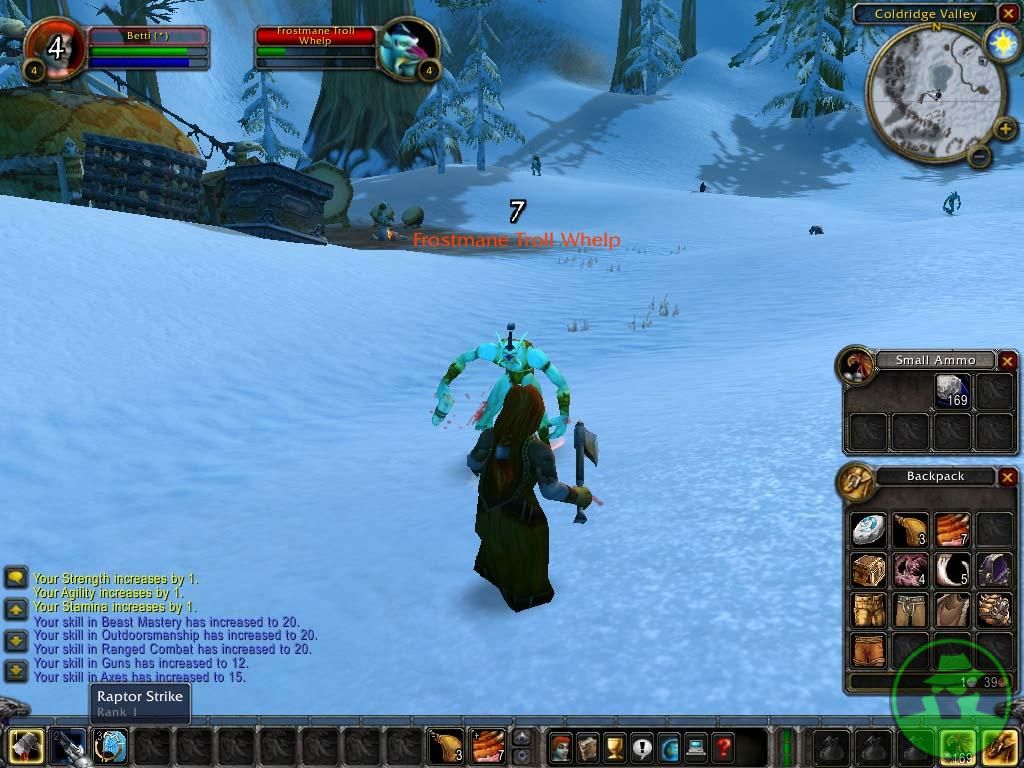 Betti (*)
4
4
Frostmane Troll
Whelp
4
Coldridge Valley
N
7
Frostmane Troll Whelp
Small Ammo
169
Backpack
3
7
4
5
1 39
Your Strength increases by 1.
Your Agility increases by 1.
Your Stamina increases by 1.
Your skill in Beast Mastery has increased to 20.
Your skill in Outdoorsmanship has increased to 20.
Your skill in Ranged Combat has increased to 20.
Your skill in Guns has increased to 12.
Your skill in Axes has increased to 15.
Raptor Strike
Rank 1
3
3
7
169